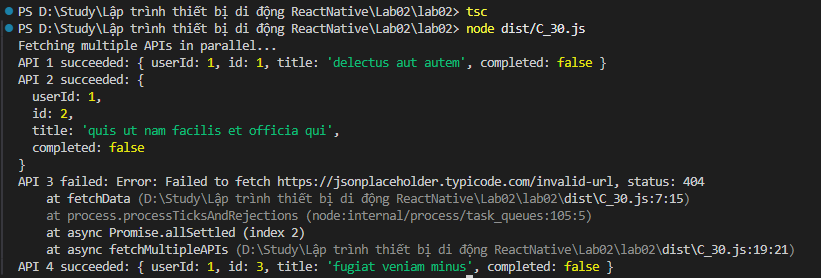 PS D:\Study\Lập trình thiết bị di động ReactNative\Lab02\lab02> tsc
PS D:\Study\Lập trình thiết bị di động ReactNative\Lab02\lab02> node dist/C_30.js
Fetching multiple APIs in parallel...
API 1 succeeded: { userId: 1, id: 1, title: 'delectus aut autem', completed: false }
API 2 succeeded: {
  userId: 1,
  id: 2,
  title: 'quis ut nam facilis et officia qui',
  completed: false
}
API 3 failed: Error: Failed to fetch https://jsonplaceholder.typicode.com/invalid-url, status: 404
    at fetchData (D:\Study\Lập trình thiết bị di động ReactNative\Lab02\lab02\dist\C_30.js:7:15)
    at process.processTicksAndRejections (node:internal/process/task_queues:105:5)
    at async Promise.allSettled (index 2)
    at async fetchMultipleAPIs (D:\Study\Lập trình thiết bị di động ReactNative\Lab02\lab02\dist\C_30.js:19:21)
API 4 succeeded: { userId: 1, id: 3, title: 'fugiat veniam minus', completed: false }